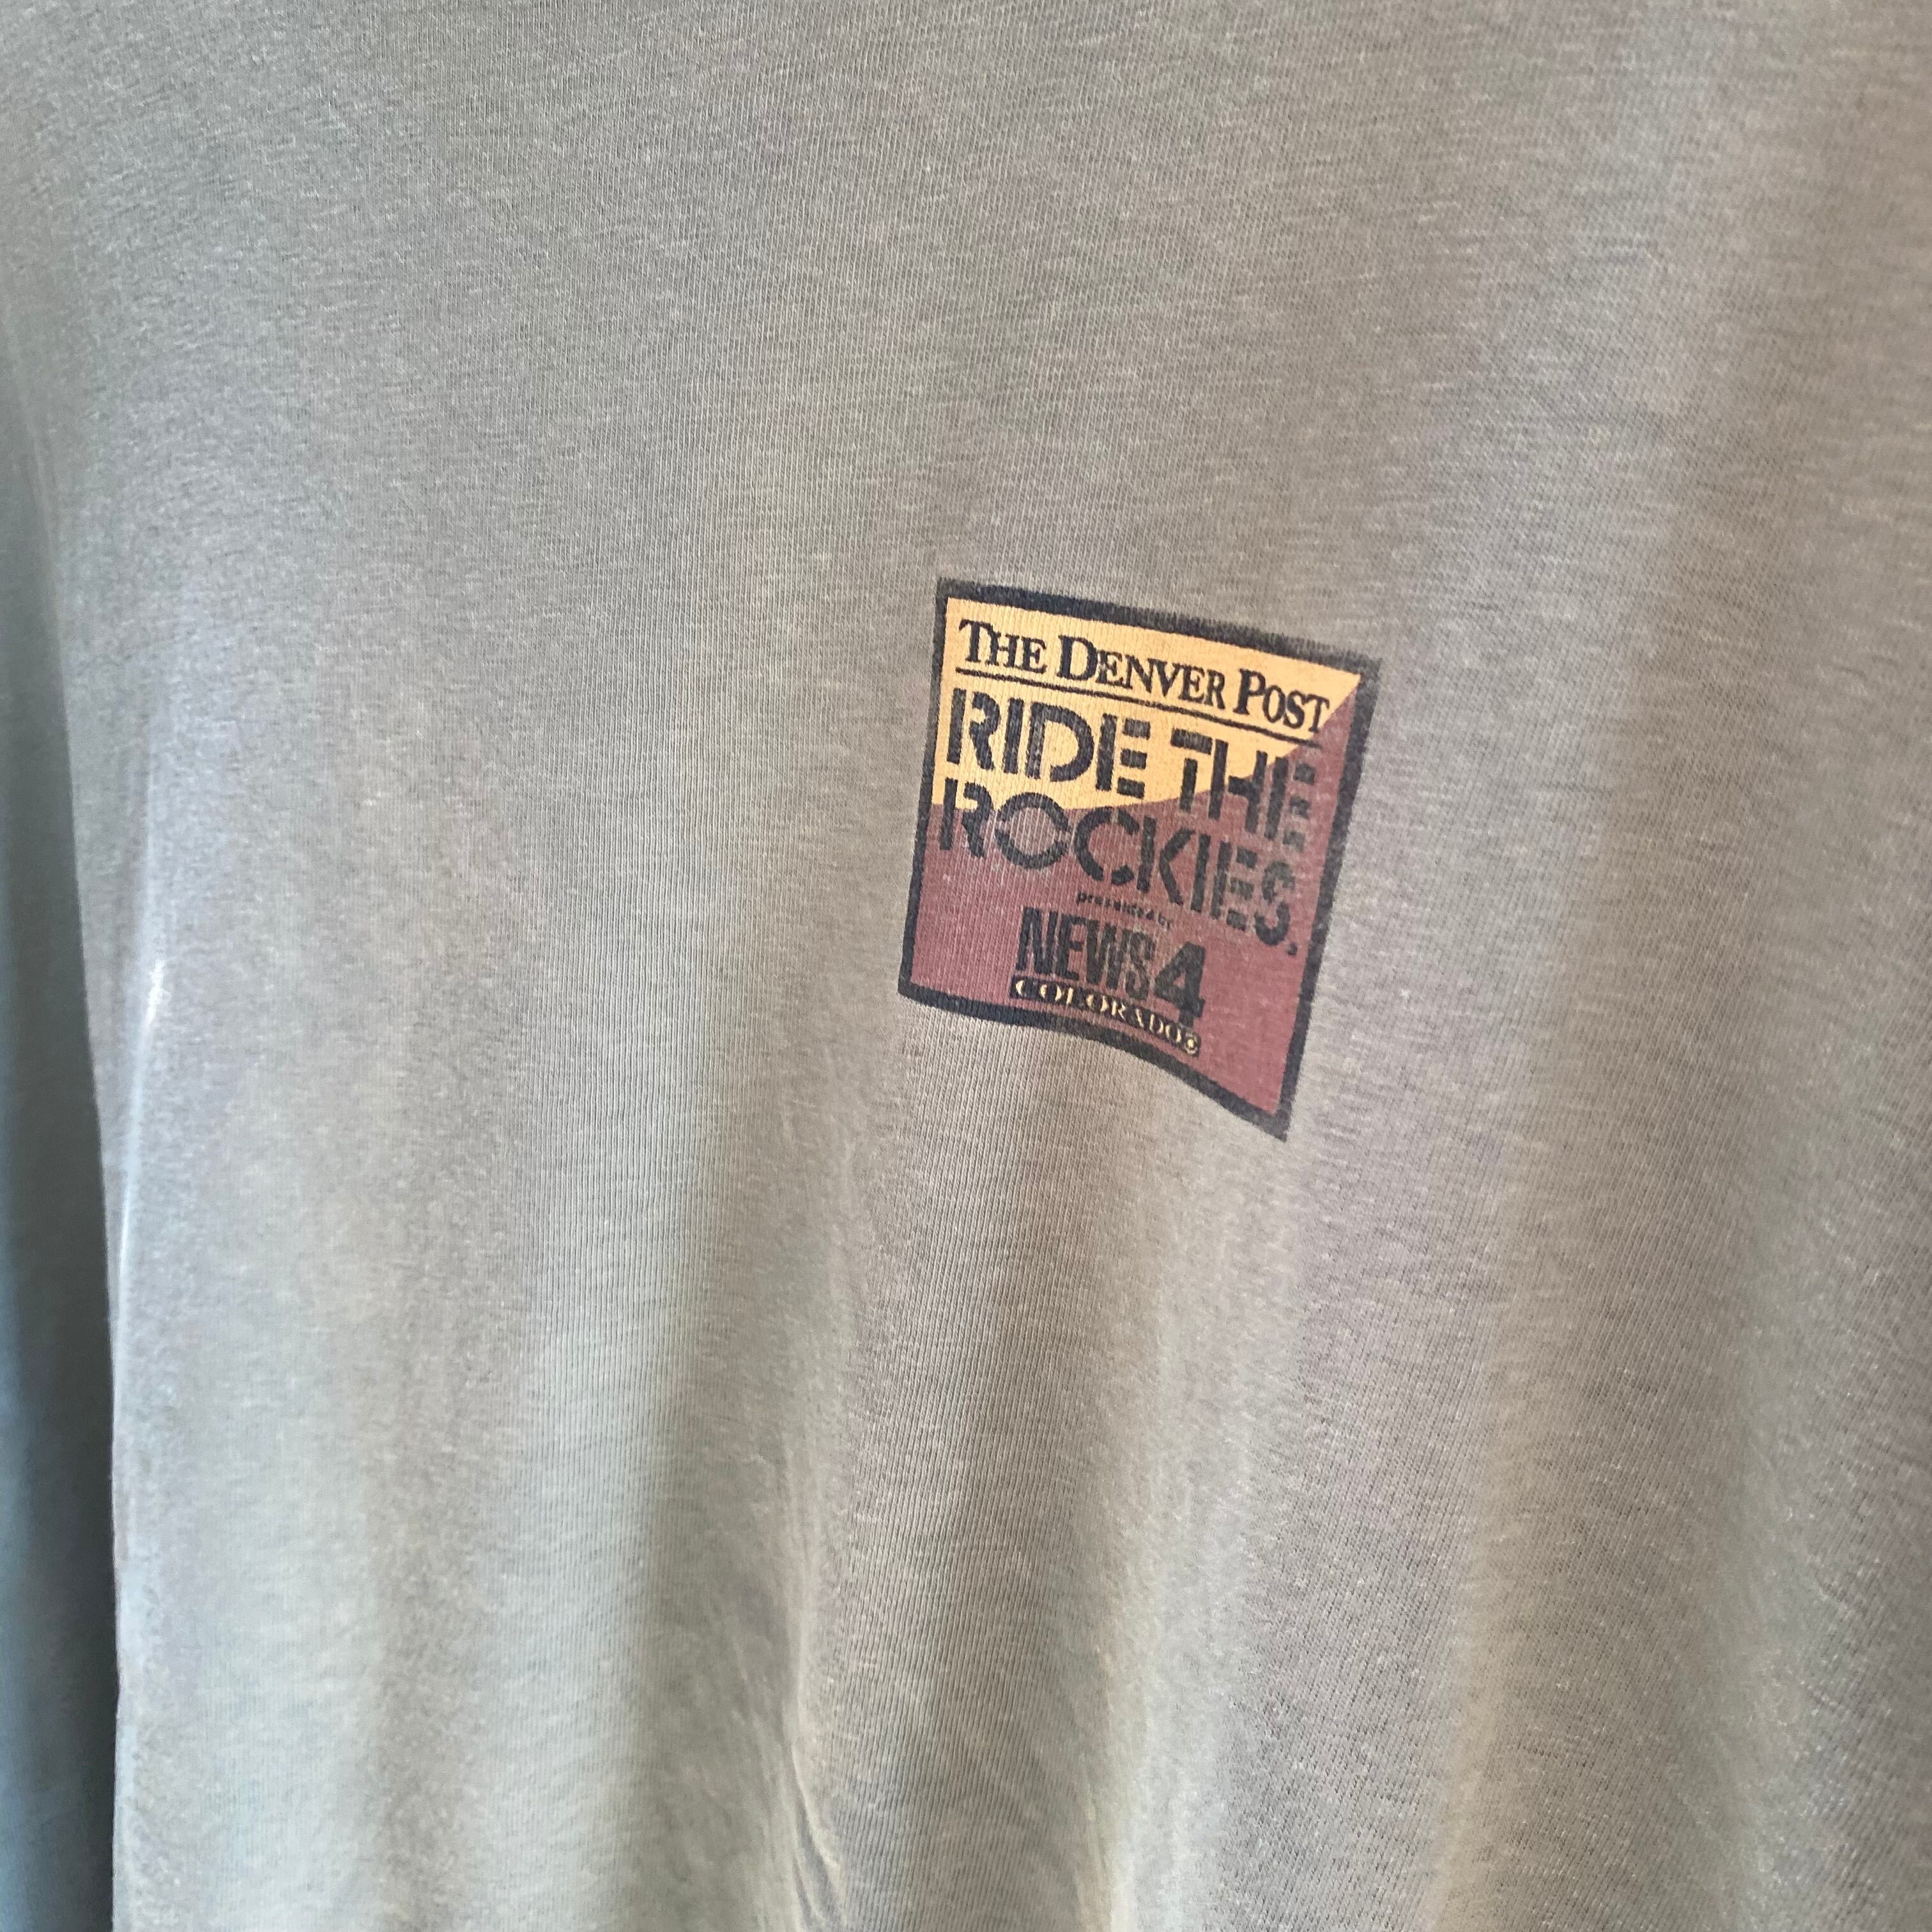 THE DENVER POST
RIDE THE
ROCKIES.
presented by
NEWS4
COLORADO